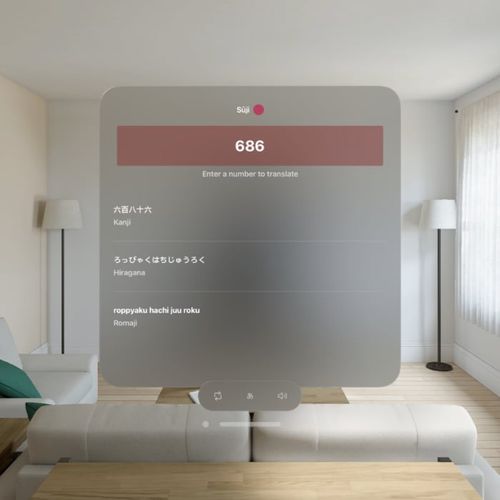 Sūji
686
Enter a number to translate
六百八十六
Kanji
ろっぴゃくはちじゅうろく
Hiragana
roppyaku hachi juu roku
Romaji
あ